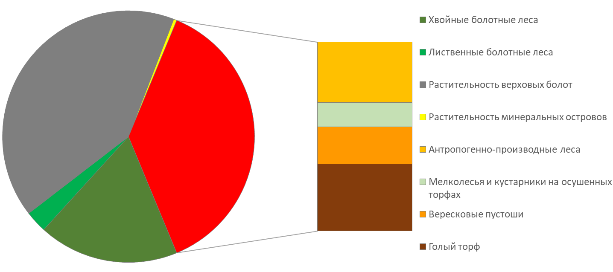 Хвойные болотные леса
Лиственные болотные леса
Растительность верховых болот
Растительность минеральных островов
Антропогенно-производные леса
Мелколесья и кустарники на осушенных
торфах
Вересковые пустоши
Голый торф